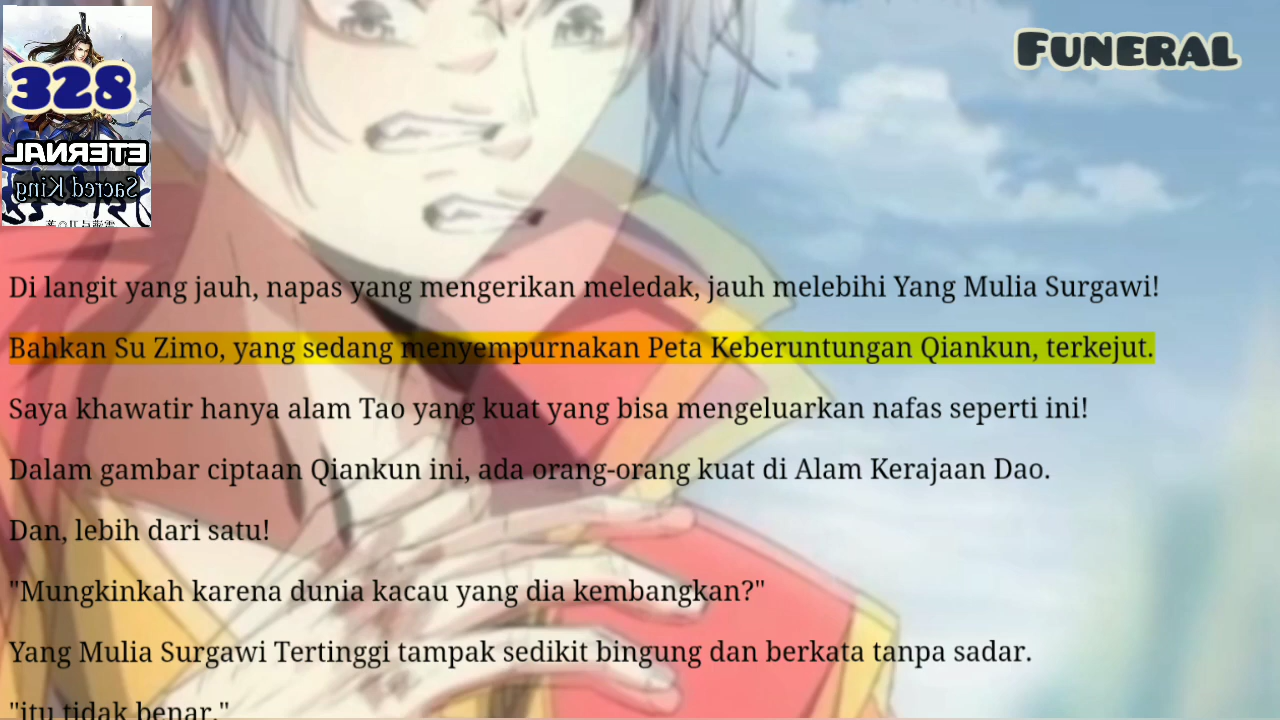 FUNERAL
328
ETERNAL
Sacred King
Di langit yang jauh, napas yang mengerikan meledak, jauh melebihi Yang Mulia Surgawi!
Bahkan Su Zimo, yang sedang menyempurnakan Peta Keberuntungan Qiankun, terkejut.
Saya khawatir hanya alam Tao yang kuat yang bisa mengeluarkan nafas seperti ini!
Dalam gambar ciptaan Qiankun ini, ada orang-orang kuat di Alam Kerajaan Dao.
Dan, lebih dari satu!
"Mungkinkah karena dunia kacau yang dia kembangkan?"
Yang Mulia Surgawi Tertinggi tampak sedikit bingung dan berkata tanpa sadar.
"itu tidak benar."